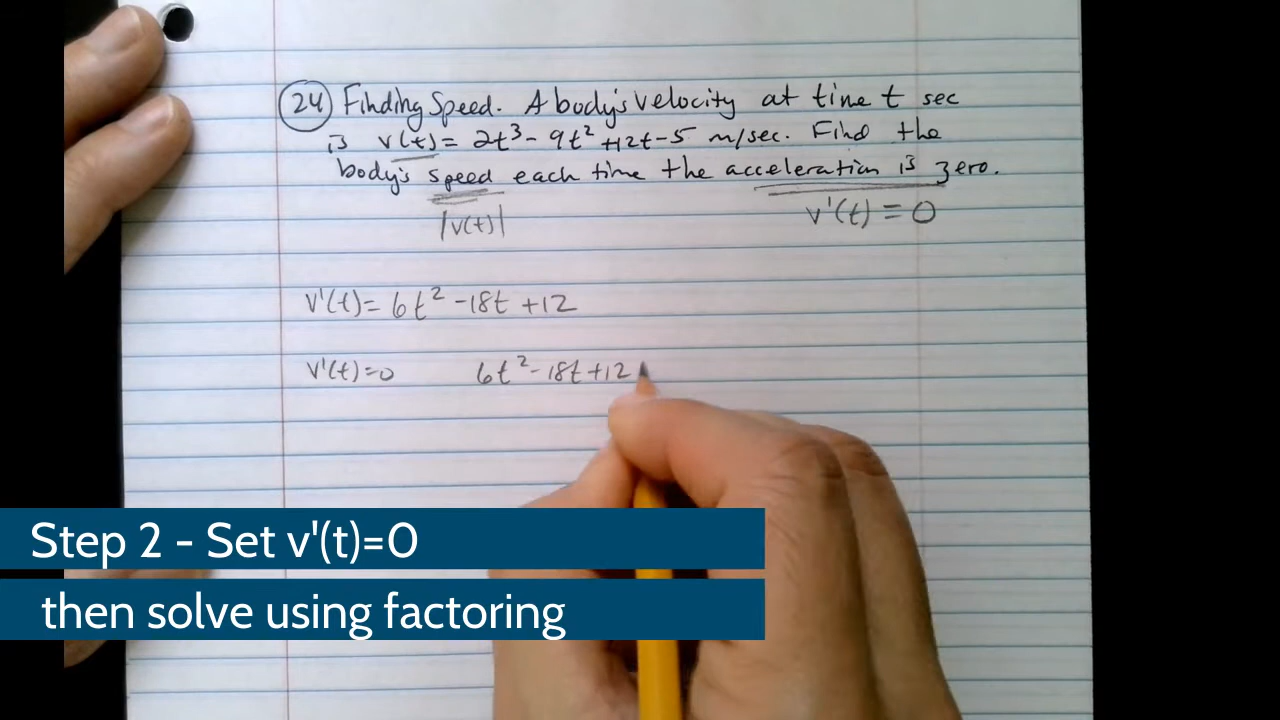 24 Finding Speed. A body's velocity at time t sec
is v(t) = 2t³ - 9t² + 12t - 5 m/sec. Find the
body's speed each time the acceleration is zero.
|v(t)| v'(t) = 0
v'(t) = 6t² - 18t + 12
v'(t) = 0 6t² - 18t + 12
Step 2 - Set v'(t)=0
then solve using factoring